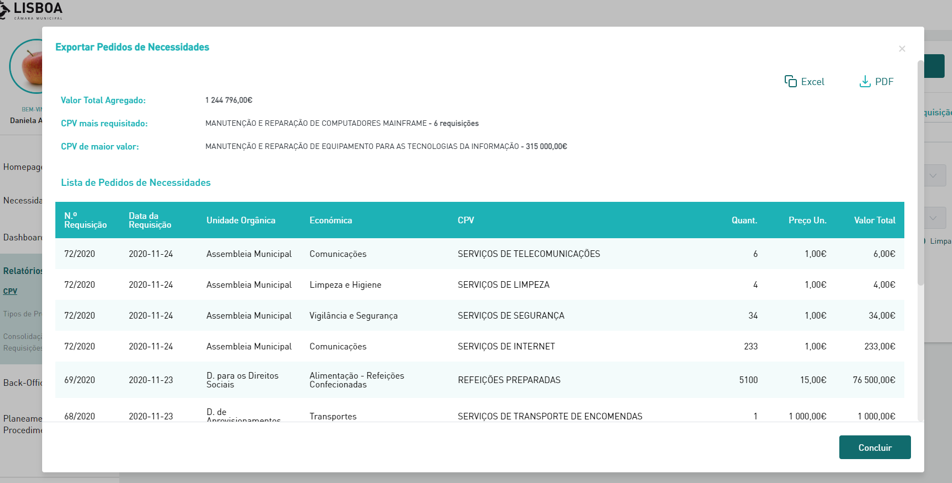 LISBOA
CÂMARA MUNICIPAL
Exportar Pedidos de Necessidades
×
Excel
PDF
Valor Total Agregado: 1 244 796,00€
CPV mais requisitado: MANUTENÇÃO E REPARAÇÃO DE COMPUTADORES MAINFRAME - 6 requisições
CPV de maior valor: MANUTENÇÃO E REPARAÇÃO DE EQUIPAMENTO PARA AS TECNOLOGIAS DA INFORMAÇÃO - 315 000,00€
Lista de Pedidos de Necessidades
N.º Requisição Data da Requisição Unidade Orgânica Económica CPV Quant. Preço Un. Valor Total
72/2020 2020-11-24 Assembleia Municipal Comunicações SERVIÇOS DE TELECOMUNICAÇÕES 6 1,00€ 6,00€
72/2020 2020-11-24 Assembleia Municipal Limpeza e Higiene SERVIÇOS DE LIMPEZA 4 1,00€ 4,00€
72/2020 2020-11-24 Assembleia Municipal Vigilância e Segurança SERVIÇOS DE SEGURANÇA 34 1,00€ 34,00€
72/2020 2020-11-24 Assembleia Municipal Comunicações SERVIÇOS DE INTERNET 233 1,00€ 233,00€
69/2020 2020-11-23 D. para os Direitos Sociais Alimentação - Refeições Confecionadas REFEIÇÕES PREPARADAS 5100 15,00€ 76 500,00€
68/2020 2020-11-23 D. de Aprovisionamentos Transportes SERVIÇOS DE TRANSPORTE DE ENCOMENDAS 1 1 000,00€ 1 000,00€
Concluir
Daniela A
Homepag
Necessida
Dashboar
Relatórios
CPV
Tipos de Pr
Consolidaç
Requisições
Back-Offic
Planeame
Procedim
quisiçõ
Limpa